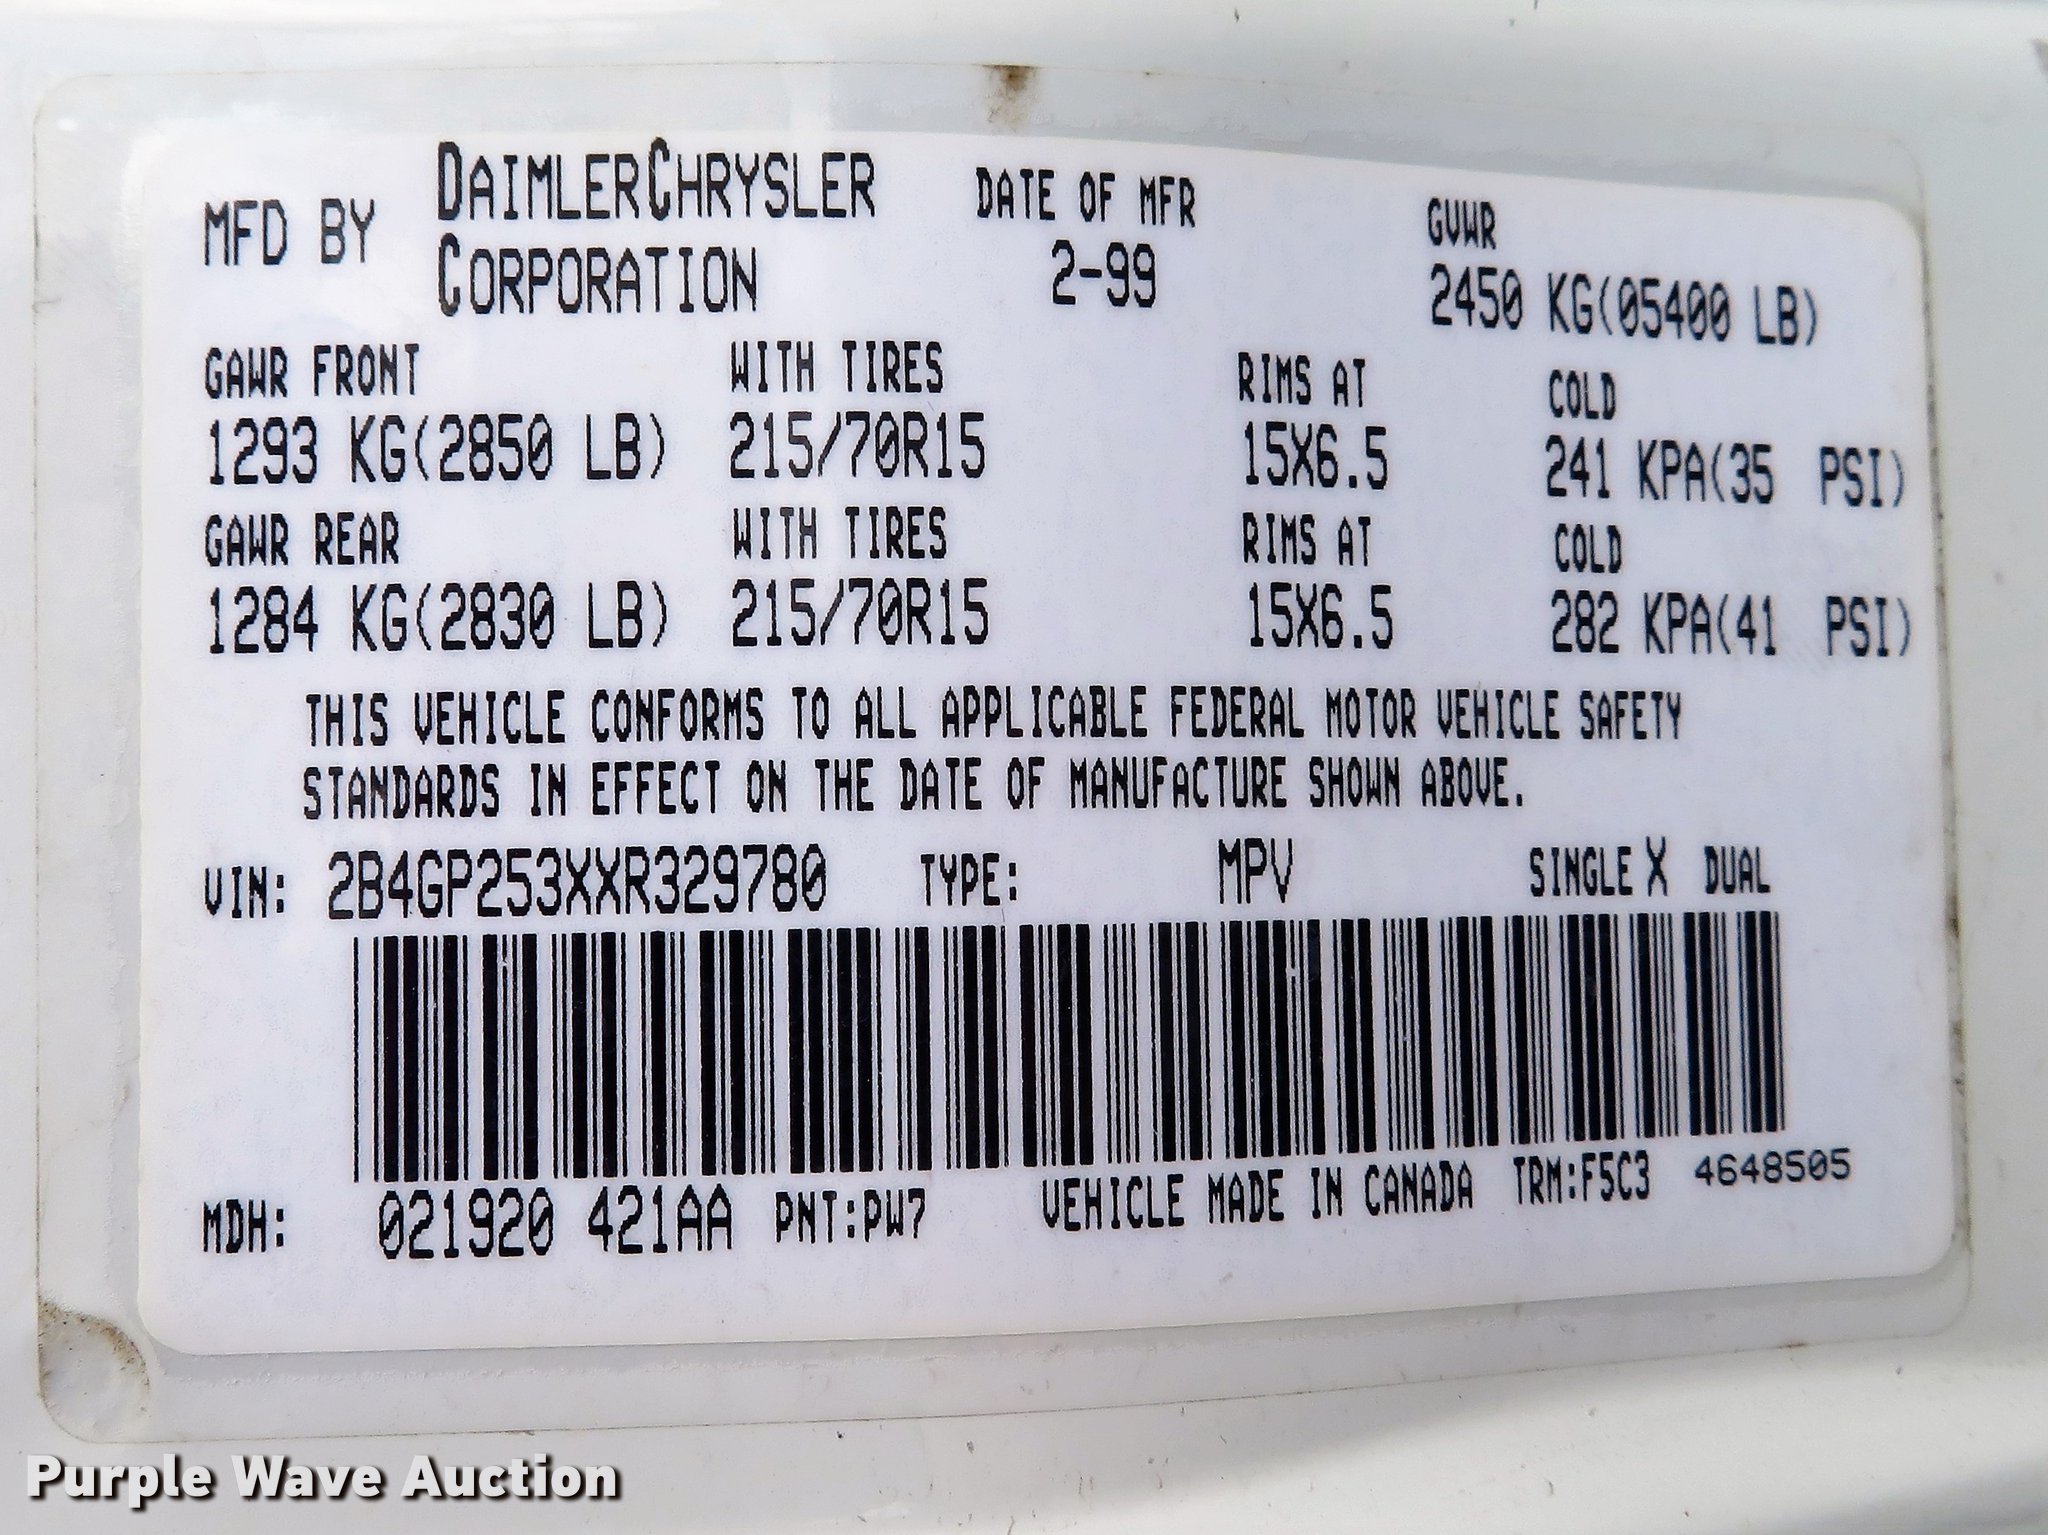 MFD BY DAIMLERCHRYSLER CORPORATION DATE OF MFR 2-99 GVWR 2450 KG(05400 LB)
GAWR FRONT WITH TIRES RIMS AT COLD
1293 KG(2850 LB) 215/70R15 15X6.5 241 KPA(35 PSI)
GAWR REAR WITH TIRES RIMS AT COLD
1284 KG(2830 LB) 215/70R15 15X6.5 282 KPA(41 PSI)
THIS VEHICLE CONFORMS TO ALL APPLICABLE FEDERAL MOTOR VEHICLE SAFETY
STANDARDS IN EFFECT ON THE DATE OF MANUFACTURE SHOWN ABOVE.
VIN: 2B4GP253XXR329780 TYPE: MPV SINGLE X DUAL
MDH: 021920 421AA PNT:PW7 VEHICLE MADE IN CANADA TRM:F5C3 4648505
Purple Wave Auction